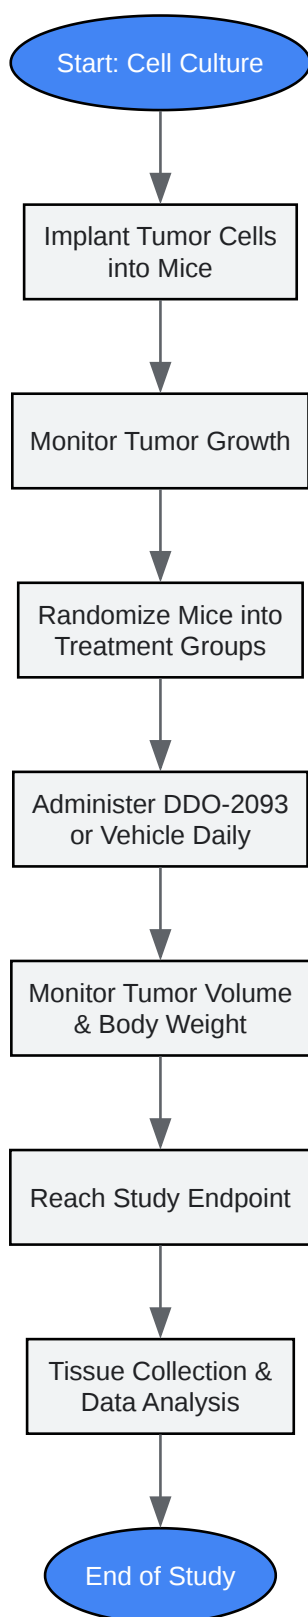 Start: Cell Culture
Implant Tumor Cells
into Mice
Monitor Tumor Growth
Randomize Mice into
Treatment Groups
Administer DDO-2093
or Vehicle Daily
Monitor Tumor Volume
& Body Weight
Reach Study Endpoint
Tissue Collection &
Data Analysis
End of Study